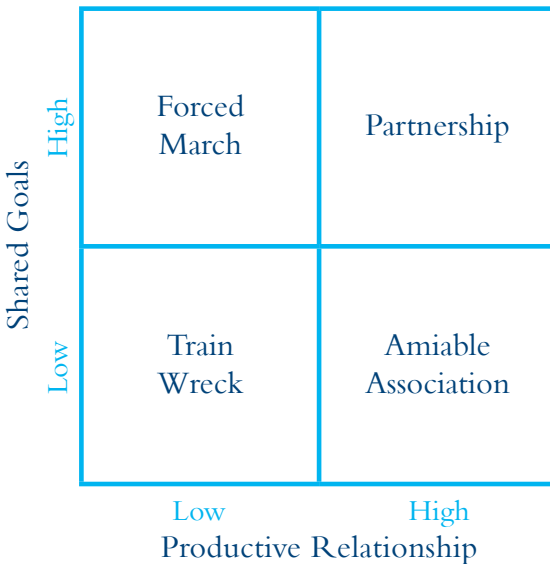 Shared Goals
High
Low
Forced
March
Partnership
Train
Wreck
Amiable
Association
Low
High
Productive Relationship